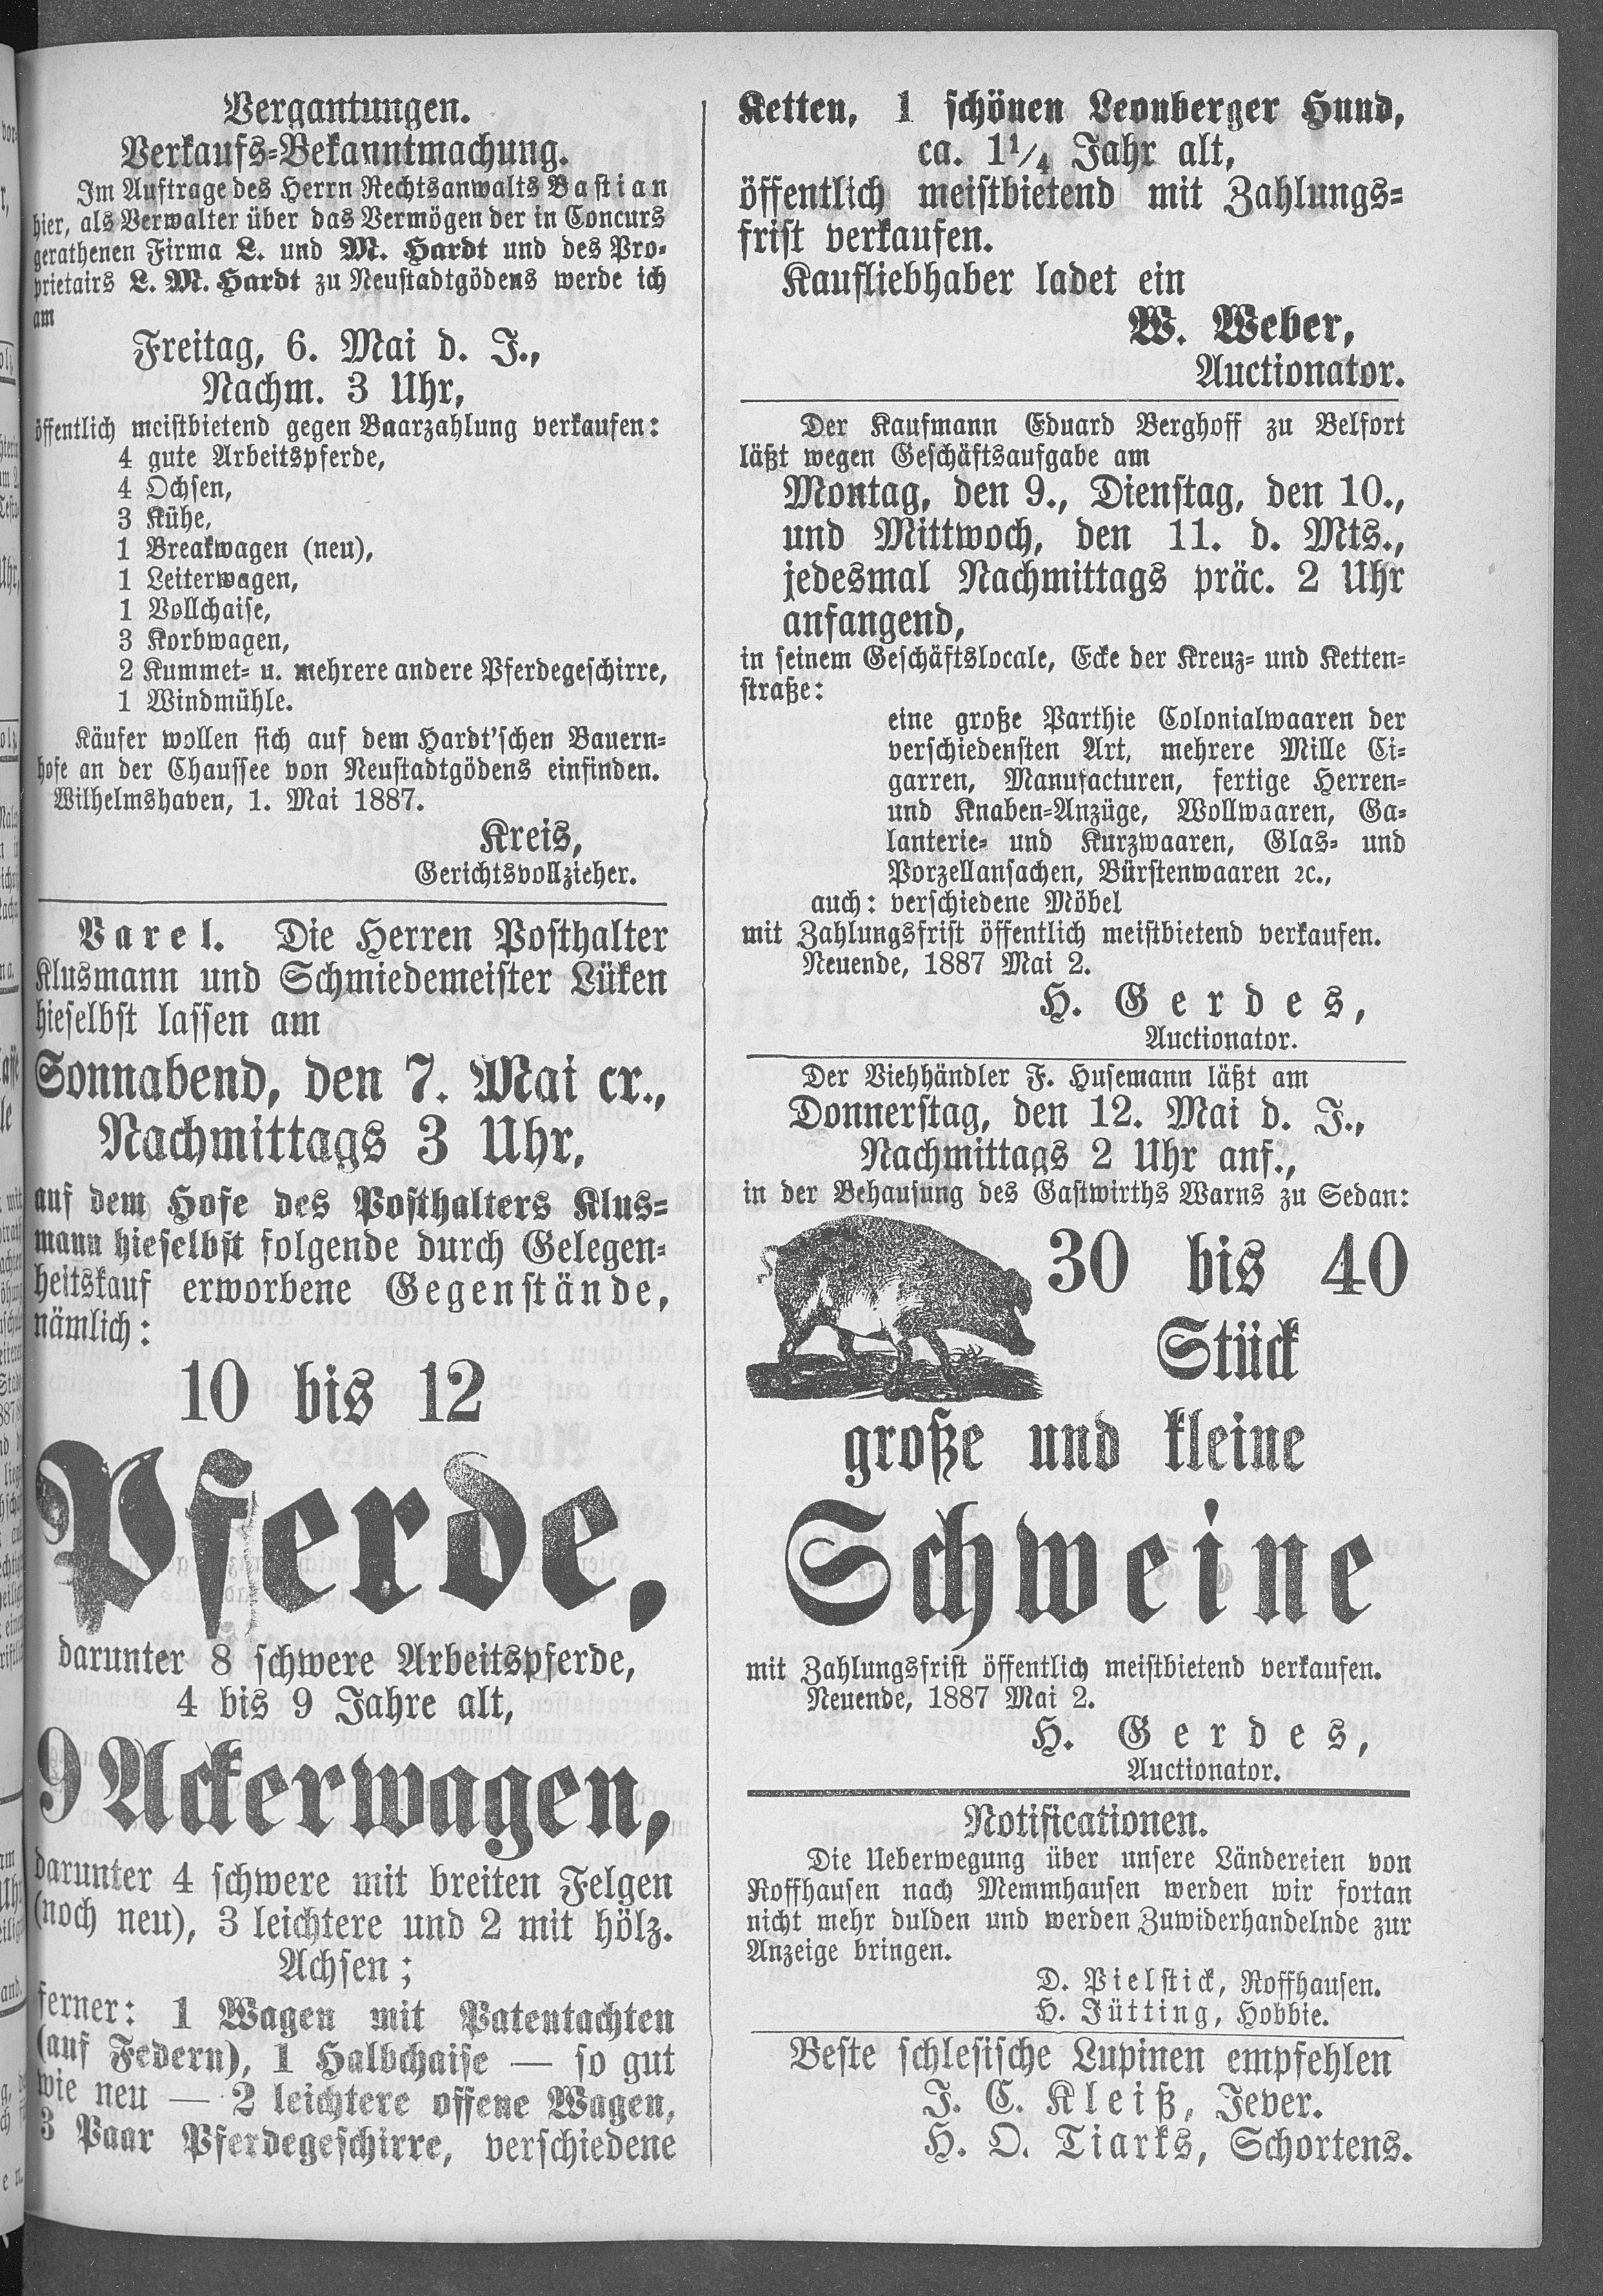 Vergantungen.
Verkaufs-Bekanntmachung.
Im Auftrage des Herrn Rechtsanwalts Bastian
hier, als Verwalter über das Vermögen der in Concurs
gerathenen Firma L. und M. Hardt und des Pro-
prietairs L. M. Hardt zu Neustadtgödens werde ich
am
Freitag, 6. Mai d. J.,
Nachm. 3 Uhr,
öffentlich meistbietend gegen Baarzahlung verkaufen:
4 gute Arbeitspferde,
4 Ochsen,
3 Kühe,
1 Breakwagen (neu),
1 Leiterwagen,
1 Vollchaise,
3 Korbwagen,
2 Kummet- u. mehrere andere Pferdegeschirre,
1 Windmühle.
Käufer wollen sich auf dem Hardt'schen Bauern-
hofe an der Chaussee von Neustadtgödens einfinden.
Wilhelmshaven, 1. Mai 1887.
Kreis,
Gerichtsvollzieher.
Varel. Die Herren Posthalter
Klusmann und Schmiedemeister Lüken
hieselbst lassen am
Sonnabend, den 7. Mai cr.,
Nachmittags 3 Uhr,
auf dem Hofe des Posthalters Klus-
mann hieselbst folgende durch Gelegen-
heitskauf erworbene Gegenstände,
nämlich:
10 bis 12
Pferde,
darunter 8 schwere Arbeitspferde,
4 bis 9 Jahre alt,
9 Ackerwagen,
darunter 4 schwere mit breiten Felgen
(noch neu), 3 leichtere und 2 mit hölz.
Achsen;
ferner: 1 Wagen mit Patentachten
(auf Federn), 1 Halbchaise — so gut
wie neu — 2 leichtere offene Wagen,
3 Paar Pferdegeschirre, verschiedene
Ketten, 1 schönen Leonberger Hund,
ca. 1 1/4 Jahr alt,
öffentlich meistbietend mit Zahlungs-
frist verkaufen.
Kaufliebhaber ladet ein
W. Weber,
Auctionator.
Der Kaufmann Eduard Berghoff zu Belfort
läßt wegen Geschäftsaufgabe am
Montag, den 9., Dienstag, den 10.,
und Mittwoch, den 11. d. Mts.,
jedesmal Nachmittags präc. 2 Uhr
anfangend,
in seinem Geschäftslocale, Ecke der Kreuz- und Ketten-
straße:
eine große Parthie Colonialwaaren der
verschiedensten Art, mehrere Mille Ci-
garren, Manufacturen, fertige Herren-
und Knaben-Anzüge, Wollwaaren, Ga-
lanterie- und Kurzwaaren, Glas- und
Porzellansachen, Bürstenwaaren ꝛc.,
auch: verschiedene Möbel
mit Zahlungsfrist öffentlich meistbietend verkaufen.
Neuende, 1887 Mai 2.
H. Gerdes,
Auctionator.
Der Viehhändler F. Husemann läßt am
Donnerstag, den 12. Mai d. J.,
Nachmittags 2 Uhr anf.,
in der Behausung des Gastwirths Warns zu Sedan:
30 bis 40
Stück
große und kleine
Schweine
mit Zahlungsfrist öffentlich meistbietend verkaufen.
Neuende, 1887 Mai 2.
H. Gerdes,
Auctionator.
Notificationen.
Die Ueberwegung über unsere Ländereien von
Roffhausen nach Memmhausen werden wir fortan
nicht mehr dulden und werden Zuwiderhandelnde zur
Anzeige bringen.
D. Pielstick, Roffhausen.
H. Jütting, Hobbie.
Beste schlesische Lupinen empfehlen
J. C. Kleiß, Jever.
H. O. Tiarks, Schortens.